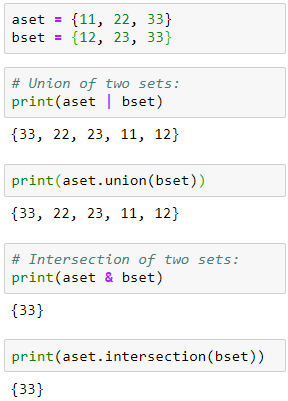 aset = {11, 22, 33}
bset = {12, 23, 33}
# Union of two sets:
print(aset | bset)
{33, 22, 23, 11, 12}
print(aset.union(bset))
{33, 22, 23, 11, 12}
# Intersection of two sets:
print(aset & bset)
{33}
print(aset.intersection(bset))
{33}